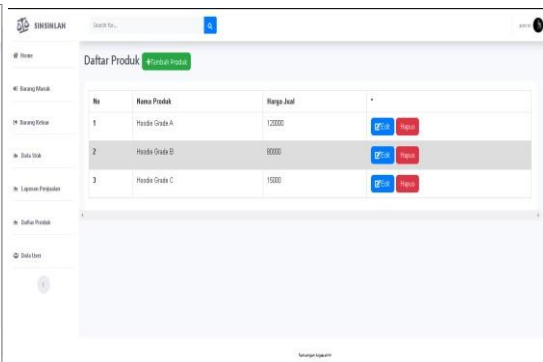 SINSINLAN
Search for...
admin
Home
Barang Masuk
Barang Keluar
Data Stok
Laporan Penjualan
Daftar Produk
Data User
Daftar Produk
+Tambah Produk
No Nama Produk Harga Jual *
1 Hoodie Grade A 120000 Edit Hapus
2 Hoodie Grade B 80000 Edit Hapus
3 Hoodie Grade C 15000 Edit Hapus